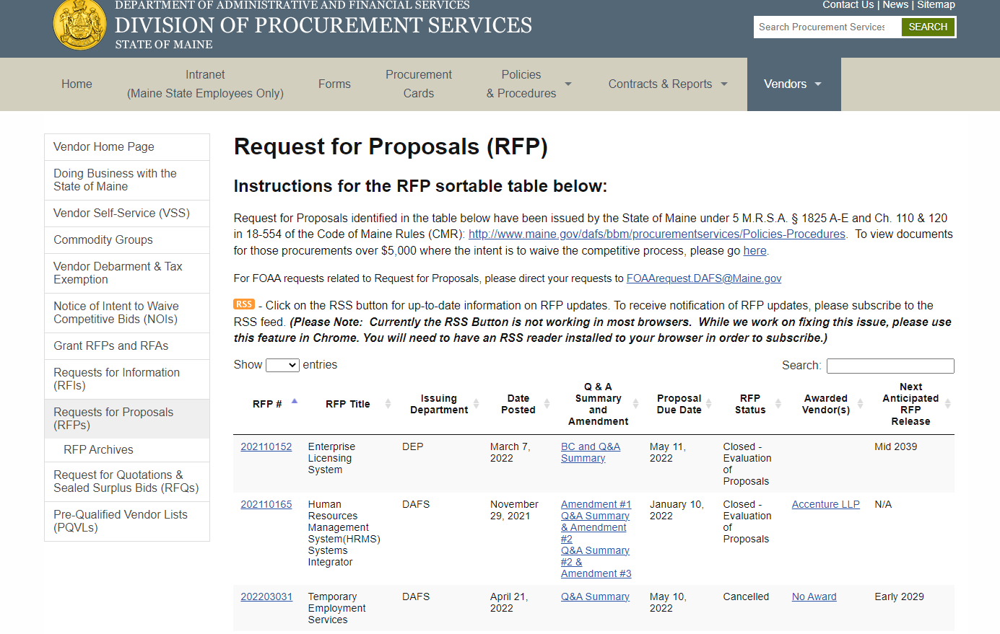 DEPARTMENT OF ADMINISTRATIVE AND FINANCIAL SERVICES
DIVISION OF PROCUREMENT SERVICES
STATE OF MAINE
Contact Us | News | Sitemap
Search Procurement Services
SEARCH
Home
Intranet
(Maine State Employees Only)
Forms
Procurement
Cards
Policies
& Procedures
Contracts & Reports
Vendors
Vendor Home Page
Doing Business with the
State of Maine
Vendor Self-Service (VSS)
Commodity Groups
Vendor Debarment & Tax
Exemption
Notice of Intent to Waive
Competitive Bids (NOIs)
Grant RFPs and RFAs
Requests for Information
(RFIs)
Requests for Proposals
(RFPs)
RFP Archives
Request for Quotations &
Sealed Surplus Bids (RFQs)
Pre-Qualified Vendor Lists
(PQVLs)
Request for Proposals (RFP)
Instructions for the RFP sortable table below:
Request for Proposals identified in the table below have been issued by the State of Maine under 5 M.R.S.A. § 1825 A-E and Ch. 110 & 120
in 18-554 of the Code of Maine Rules (CMR): http://www.maine.gov/dafs/bbm/procurementservices/Policies-Procedures. To view documents
for those procurements over $5,000 where the intent is to waive the competitive process, please go here.
For FOAA requests related to Request for Proposals, please direct your requests to FOAArequest.DAFS@Maine.gov
RSS - Click on the RSS button for up-to-date information on RFP updates. To receive notification of RFP updates, please subscribe to the
RSS feed. (Please Note: Currently the RSS Button is not working in most browsers. While we work on fixing this issue, please use
this feature in Chrome. You will need to have an RSS reader installed to your browser in order to subscribe.)
Show entries
Search:
RFP #
RFP Title
Issuing
Department
Date
Posted
Q & A
Summary
and
Amendment
Proposal
Due Date
RFP
Status
Awarded
Vendor(s)
Next
Anticipated
RFP
Release
202110152
Enterprise
Licensing
System
DEP
March 7,
2022
BC and Q&A
Summary
May 11,
2022
Closed -
Evaluation
of
Proposals
Mid 2039
202110165
Human
Resources
Management
System(HRMS)
Systems
Integrator
DAFS
November
29, 2021
Amendment #1
Q&A Summary
& Amendment
#2
Q&A Summary
#2 &
Amendment #3
January 10,
2022
Closed -
Evaluation
of
Proposals
Accenture LLP
N/A
202203031
Temporary
Employment
Services
DAFS
April 21,
2022
Q&A Summary
May 10,
2022
Cancelled
No Award
Early 2029